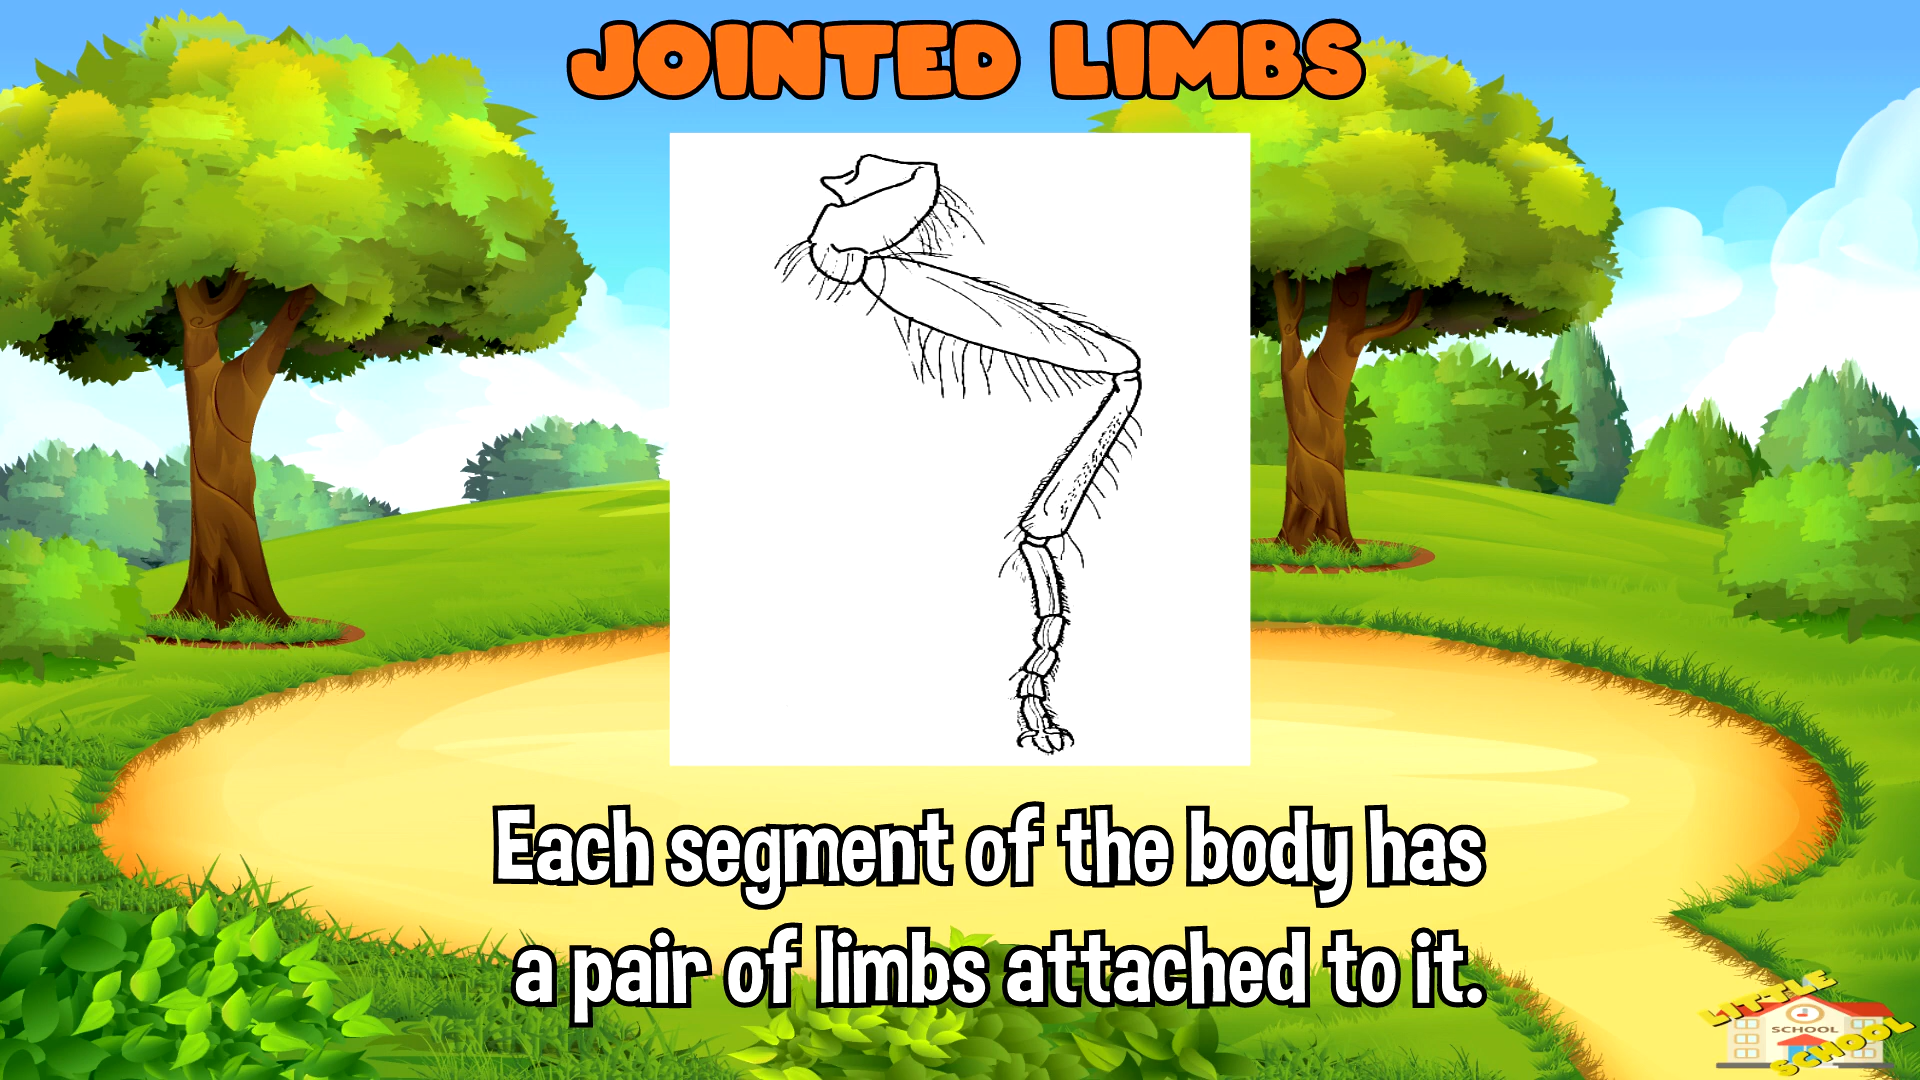 JOINTED LIMBS
Each segment of the body has
a pair of limbs attached to it.
LITTLE
SCHOOL
SCHOOL